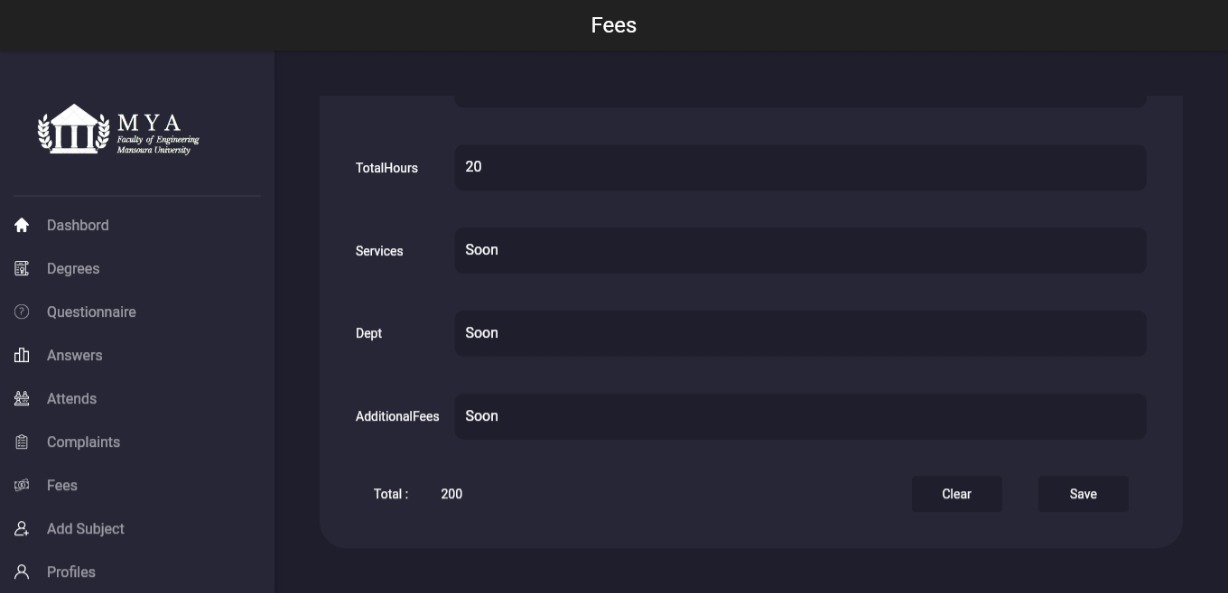 Fees
MYA
Faculty of Engineering
Mansoura University
Dashbord
Degrees
Questionnaire
Answers
Attends
Complaints
Fees
Add Subject
Profiles
TotalHours 20
Services Soon
Dept Soon
AdditionalFees Soon
Total : 200 Clear Save